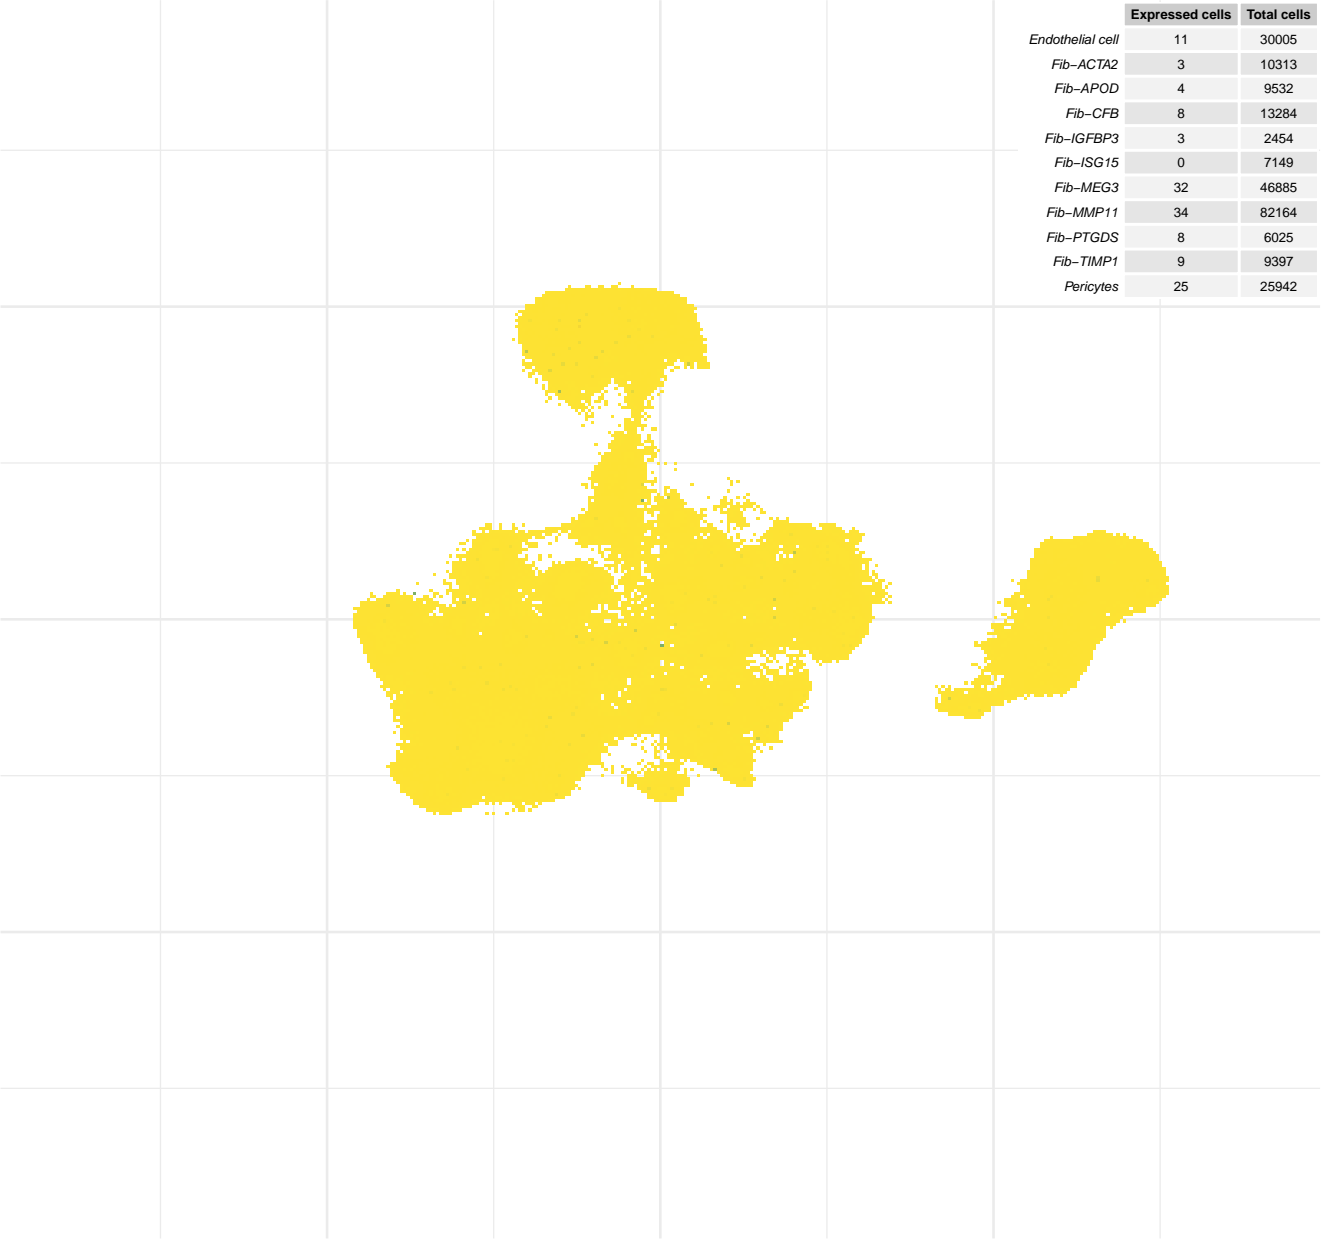 Expressed cells Total cells
Endothelial cell 11 30005
Fib−ACTA2 3 10313
Fib−APOD 4 9532
Fib−CFB 8 13284
Fib−IGFBP3 3 2454
Fib−ISG15 0 7149
Fib−MEG3 32 46885
Fib−MMP11 34 82164
Fib−PTGDS 8 6025
Fib−TIMP1 9 9397
Pericytes 25 25942